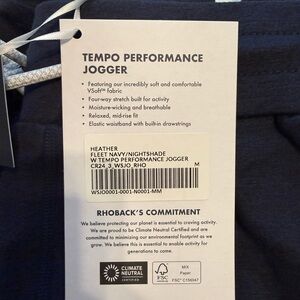 TEMPO PERFORMANCE
JOGGER
• Featuring our incredibly soft and comfortable
VSoft™ fabric
• Four-way stretch built for activity
• Moisture-wicking and breathable
• Relaxed, mid-rise fit
• Elastic waistband with built-in drawstrings
HEATHER
FLEET NAVY/NIGHTSHADE
W TEMPO PERFORMANCE JOGGER
CR24_3_WSJO_RHO M
WSJO0001-0001-N0001-MM
RHOBACK'S COMMITMENT
We believe protecting our planet is essential to creating activity.
We are proud to be Climate Neutral Certified and are
committed to minimizing our environmental footprint as we
grow. We believe this is essential to enable activity for
generations to come.
CLIMATE
NEUTRAL
CERTIFIED
FSC
MIX
Paper
FSC® C156047